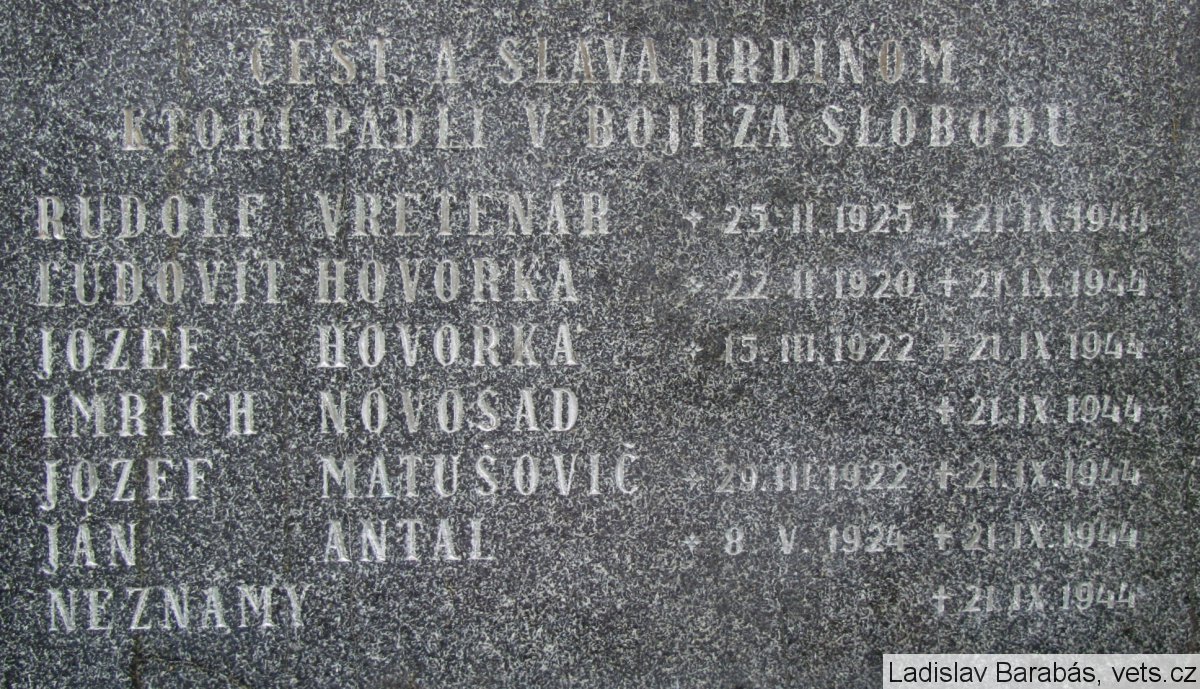 ČESŤ A SLÁVA HRDINOM
KTORÍ PADLI V BOJI ZA SLOBODU
RUDOLF VRETENÁR * 25. II. 1925 + 21. IX. 1944
ĽUDOVÍT HOVORKA * 22. II. 1920 + 21. IX. 1944
JOZEF HOVORKA * 15. III. 1922 + 21. IX. 1944
IMRICH NOVOSAD + 21. IX. 1944
JOZEF MATUŠOVIČ * 29. III. 1922 + 21. IX. 1944
JÁN ANTAL * 8. V. 1924 + 21. IX. 1944
NEZNÁMY + 21. IX. 1944
Ladislav Barabás, vets.cz